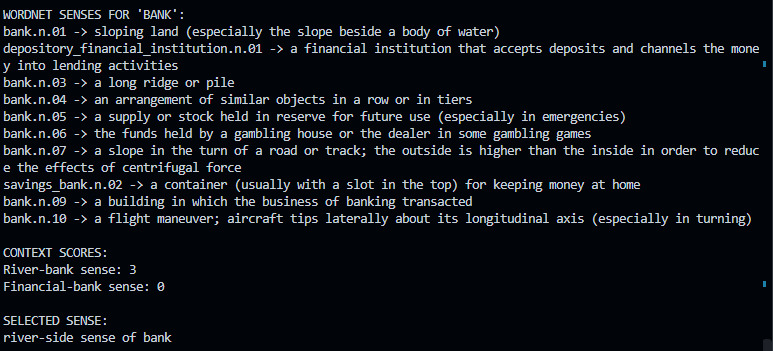 WORDNET SENSES FOR 'BANK':
bank.n.01 -> sloping land (especially the slope beside a body of water)
depository_financial_institution.n.01 -> a financial institution that accepts deposits and channels the mone
y into lending activities
bank.n.03 -> a long ridge or pile
bank.n.04 -> an arrangement of similar objects in a row or in tiers
bank.n.05 -> a supply or stock held in reserve for future use (especially in emergencies)
bank.n.06 -> the funds held by a gambling house or the dealer in some gambling games
bank.n.07 -> a slope in the turn of a road or track; the outside is higher than the inside in order to reduc
e the effects of centrifugal force
savings_bank.n.02 -> a container (usually with a slot in the top) for keeping money at home
bank.n.09 -> a building in which the business of banking transacted
bank.n.10 -> a flight maneuver; aircraft tips laterally about its longitudinal axis (especially in turning)

CONTEXT SCORES:
River-bank sense: 3
Financial-bank sense: 0

SELECTED SENSE:
river-side sense of bank